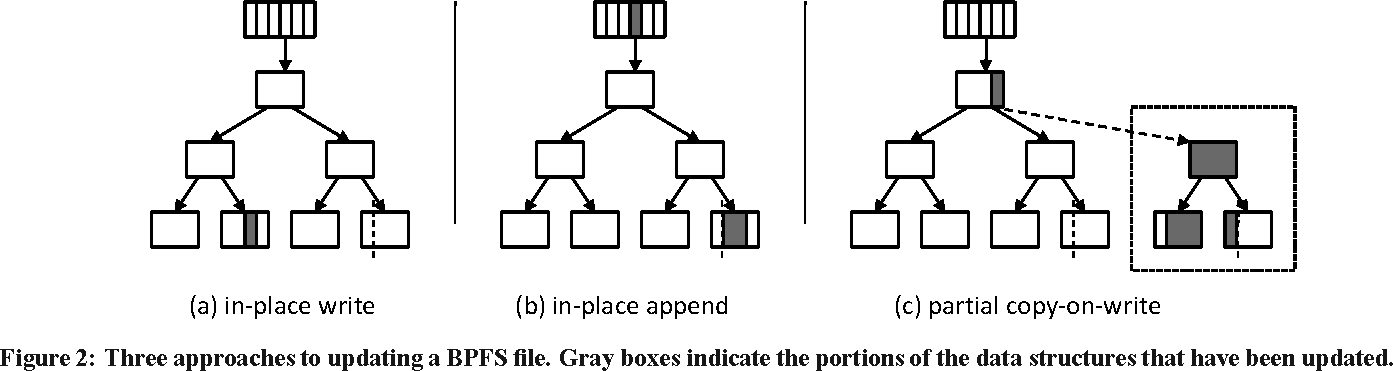 (a) in-place write (b) in-place append (c) partial copy-on-write
Figure 2: Three approaches to updating a BPFS file. Gray boxes indicate the portions of the data structures that have been updated.